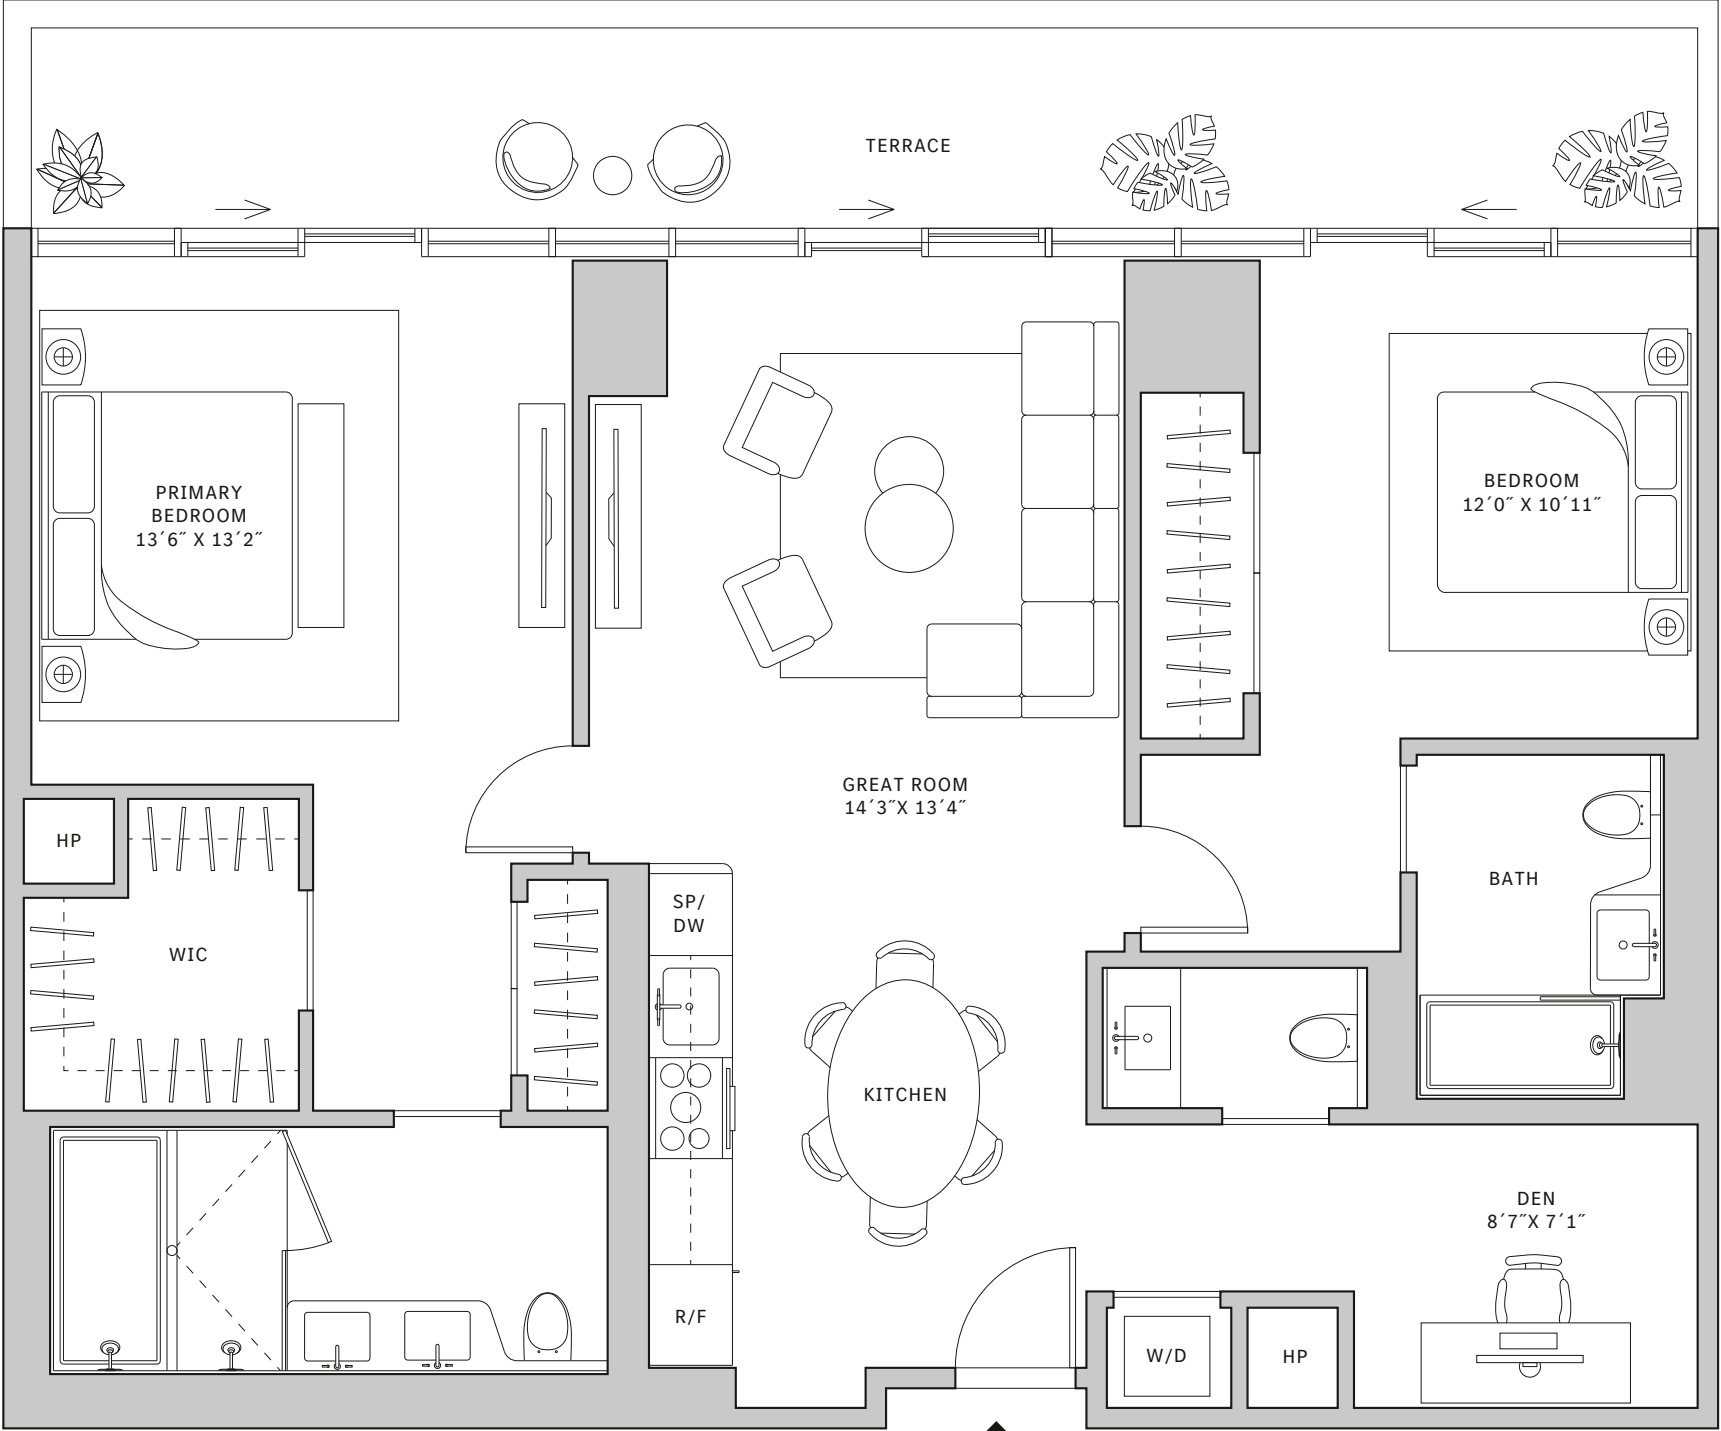 TERRACE
PRIMARY
BEDROOM
13´6˝ X 13´2˝
BEDROOM
12´0˝ X 10´11˝
GREAT ROOM
14´3˝X 13´4˝
HP
BATH
SP/
DW
WIC
KITCHEN
DEN
8´7˝X 7´1˝
R/F
W/D
HP